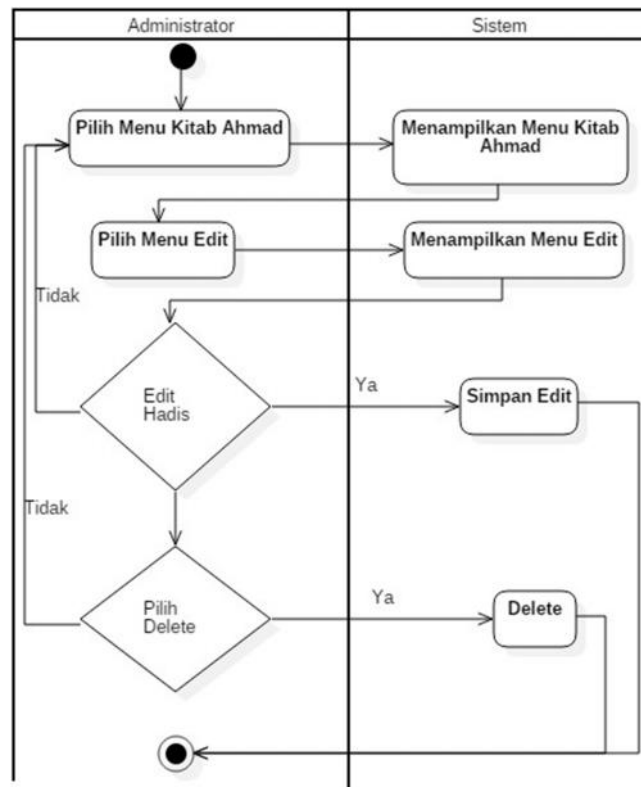 Administrator
Sistem
Pilih Menu Kitab Ahmad
Menampilkan Menu Kitab
Ahmad
Pilih Menu Edit
Menampilkan Menu Edit
Tidak
Edit
Hadis
Ya
Simpan Edit
Tidak
Pilih
Delete
Ya
Delete